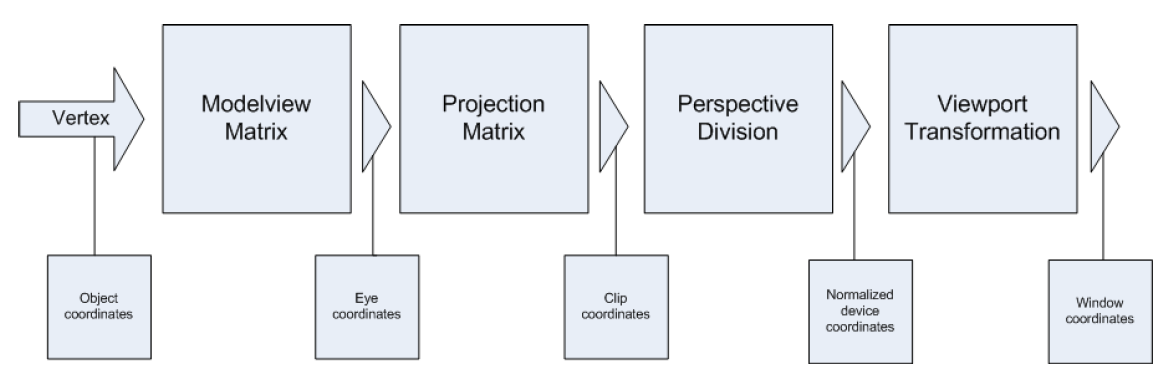 Vertex
Modelview
Matrix
Projection
Matrix
Perspective
Division
Viewport
Transformation
Object
coordinates
Eye
coordinates
Clip
coordinates
Normalized
device
coordinates
Window
coordinates